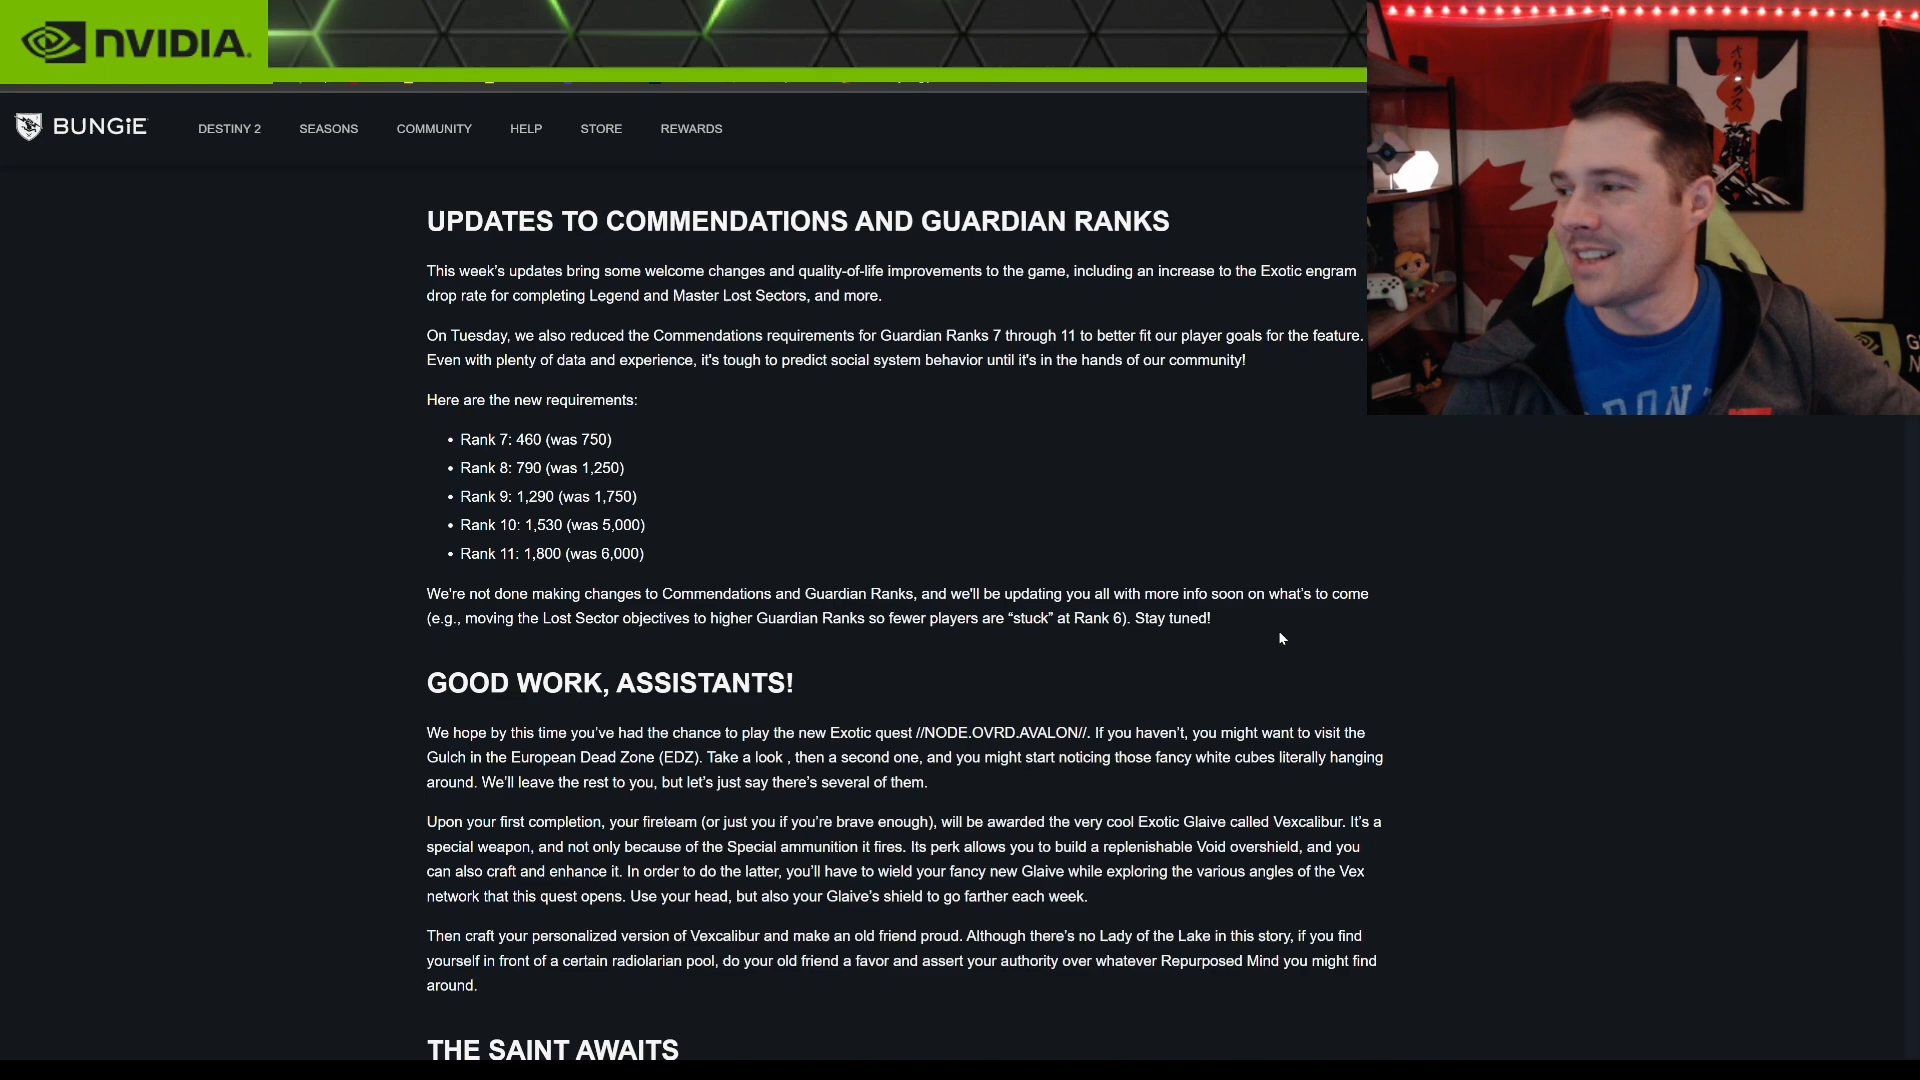 NVIDIA.
BUNGiE
DESTINY 2
SEASONS
COMMUNITY
HELP
STORE
REWARDS
UPDATES TO COMMENDATIONS AND GUARDIAN RANKS
This week's updates bring some welcome changes and quality-of-life improvements to the game, including an increase to the Exotic engram
drop rate for completing Legend and Master Lost Sectors, and more.
On Tuesday, we also reduced the Commendations requirements for Guardian Ranks 7 through 11 to better fit our player goals for the feature.
Even with plenty of data and experience, it's tough to predict social system behavior until it's in the hands of our community!
Here are the new requirements:
• Rank 7: 460 (was 750)
• Rank 8: 790 (was 1,250)
• Rank 9: 1,290 (was 1,750)
• Rank 10: 1,530 (was 5,000)
• Rank 11: 1,800 (was 6,000)
We're not done making changes to Commendations and Guardian Ranks, and we'll be updating you all with more info soon on what's to come
(e.g., moving the Lost Sector objectives to higher Guardian Ranks so fewer players are “stuck” at Rank 6). Stay tuned!
GOOD WORK, ASSISTANTS!
We hope by this time you've had the chance to play the new Exotic quest //NODE.OVRD.AVALON//. If you haven't, you might want to visit the
Gulch in the European Dead Zone (EDZ). Take a look , then a second one, and you might start noticing those fancy white cubes literally hanging
around. We'll leave the rest to you, but let's just say there's several of them.
Upon your first completion, your fireteam (or just you if you're brave enough), will be awarded the very cool Exotic Glaive called Vexcalibur. It's a
special weapon, and not only because of the Special ammunition it fires. Its perk allows you to build a replenishable Void overshield, and you
can also craft and enhance it. In order to do the latter, you'll have to wield your fancy new Glaive while exploring the various angles of the Vex
network that this quest opens. Use your head, but also your Glaive's shield to go farther each week.
Then craft your personalized version of Vexcalibur and make an old friend proud. Although there's no Lady of the Lake in this story, if you find
yourself in front of a certain radiolarian pool, do your old friend a favor and assert your authority over whatever Repurposed Mind you might find
around.
THE SAINT AWAITS